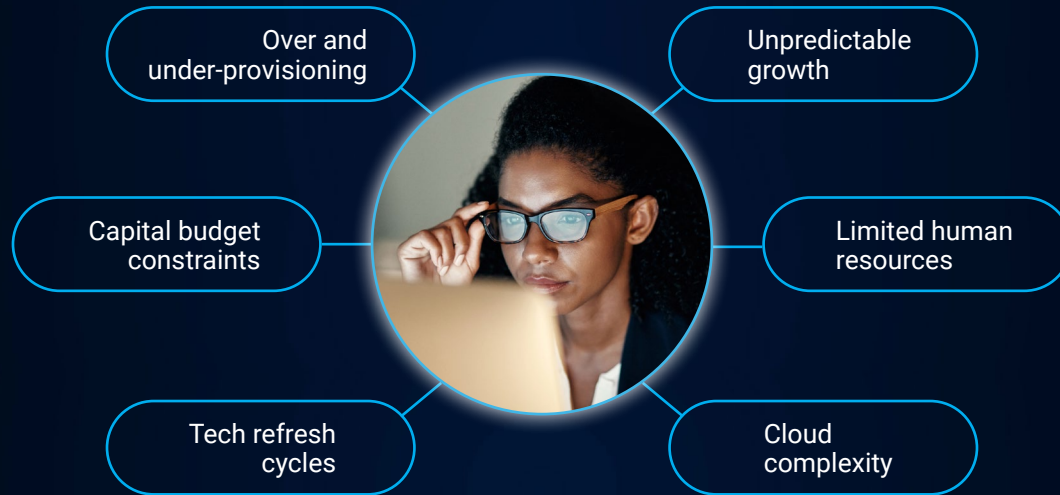 Over and
under-provisioning
Unpredictable
growth
Capital budget
constraints
Limited human
resources
Tech refresh
cycles
Cloud
complexity